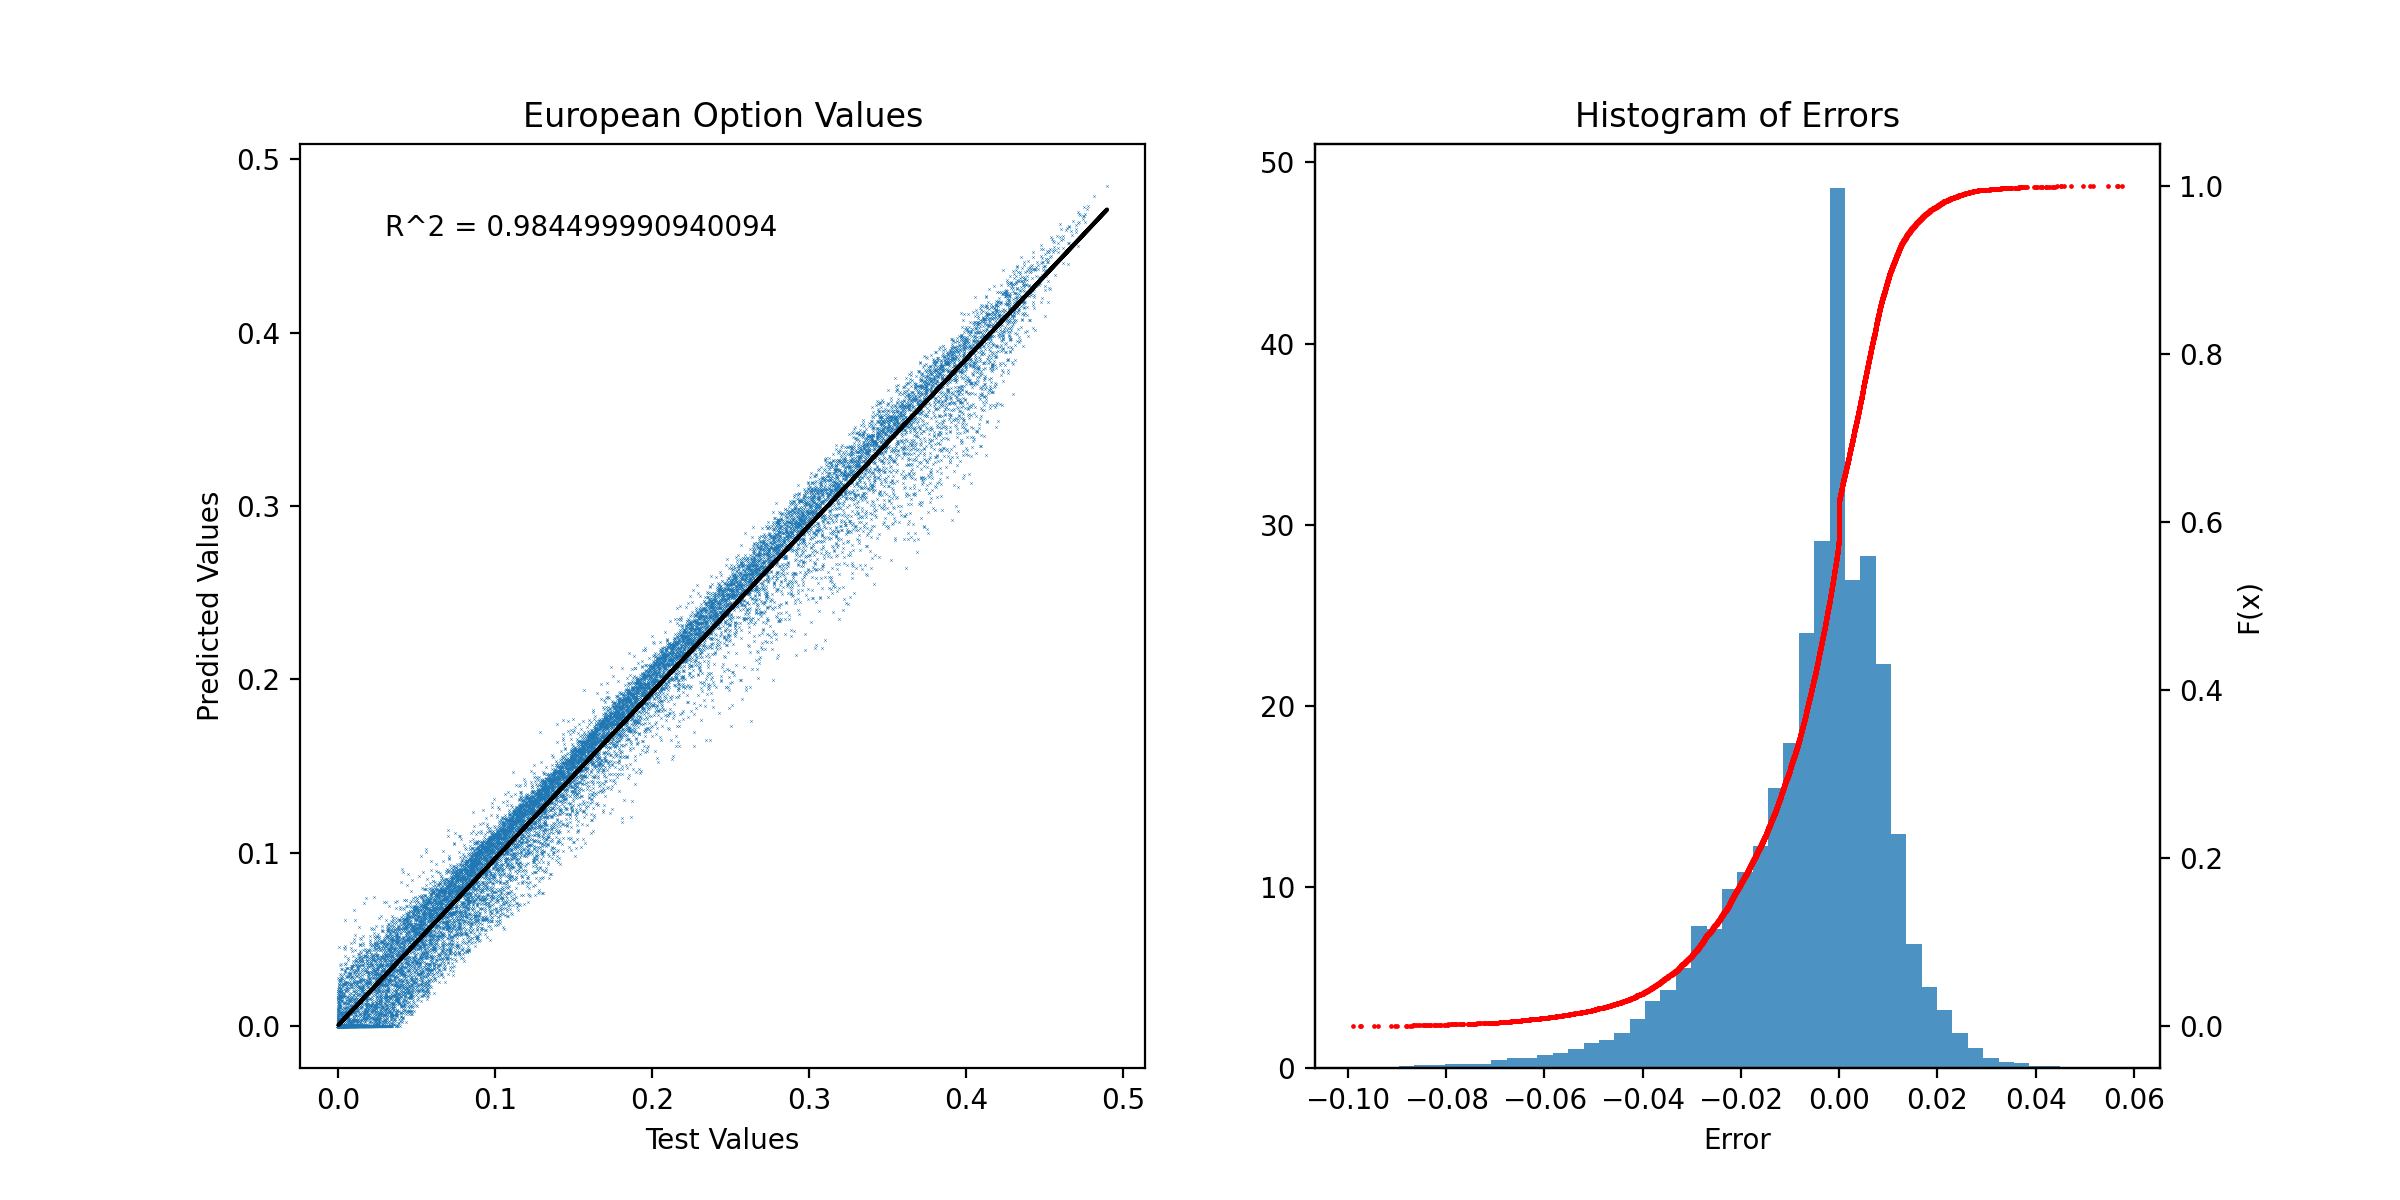 European Option Values
R^2 = 0.984499990940094
Predicted Values
0.5
0.4
0.3
0.2
0.1
0.0
0.0 0.1 0.2 0.3 0.4 0.5
Test Values
Histogram of Errors
50
40
30
20
10
0
−0.10 −0.08 −0.06 −0.04 −0.02 0.00 0.02 0.04 0.06
Error
1.0
0.8
0.6
0.4
0.2
0.0
F(x)